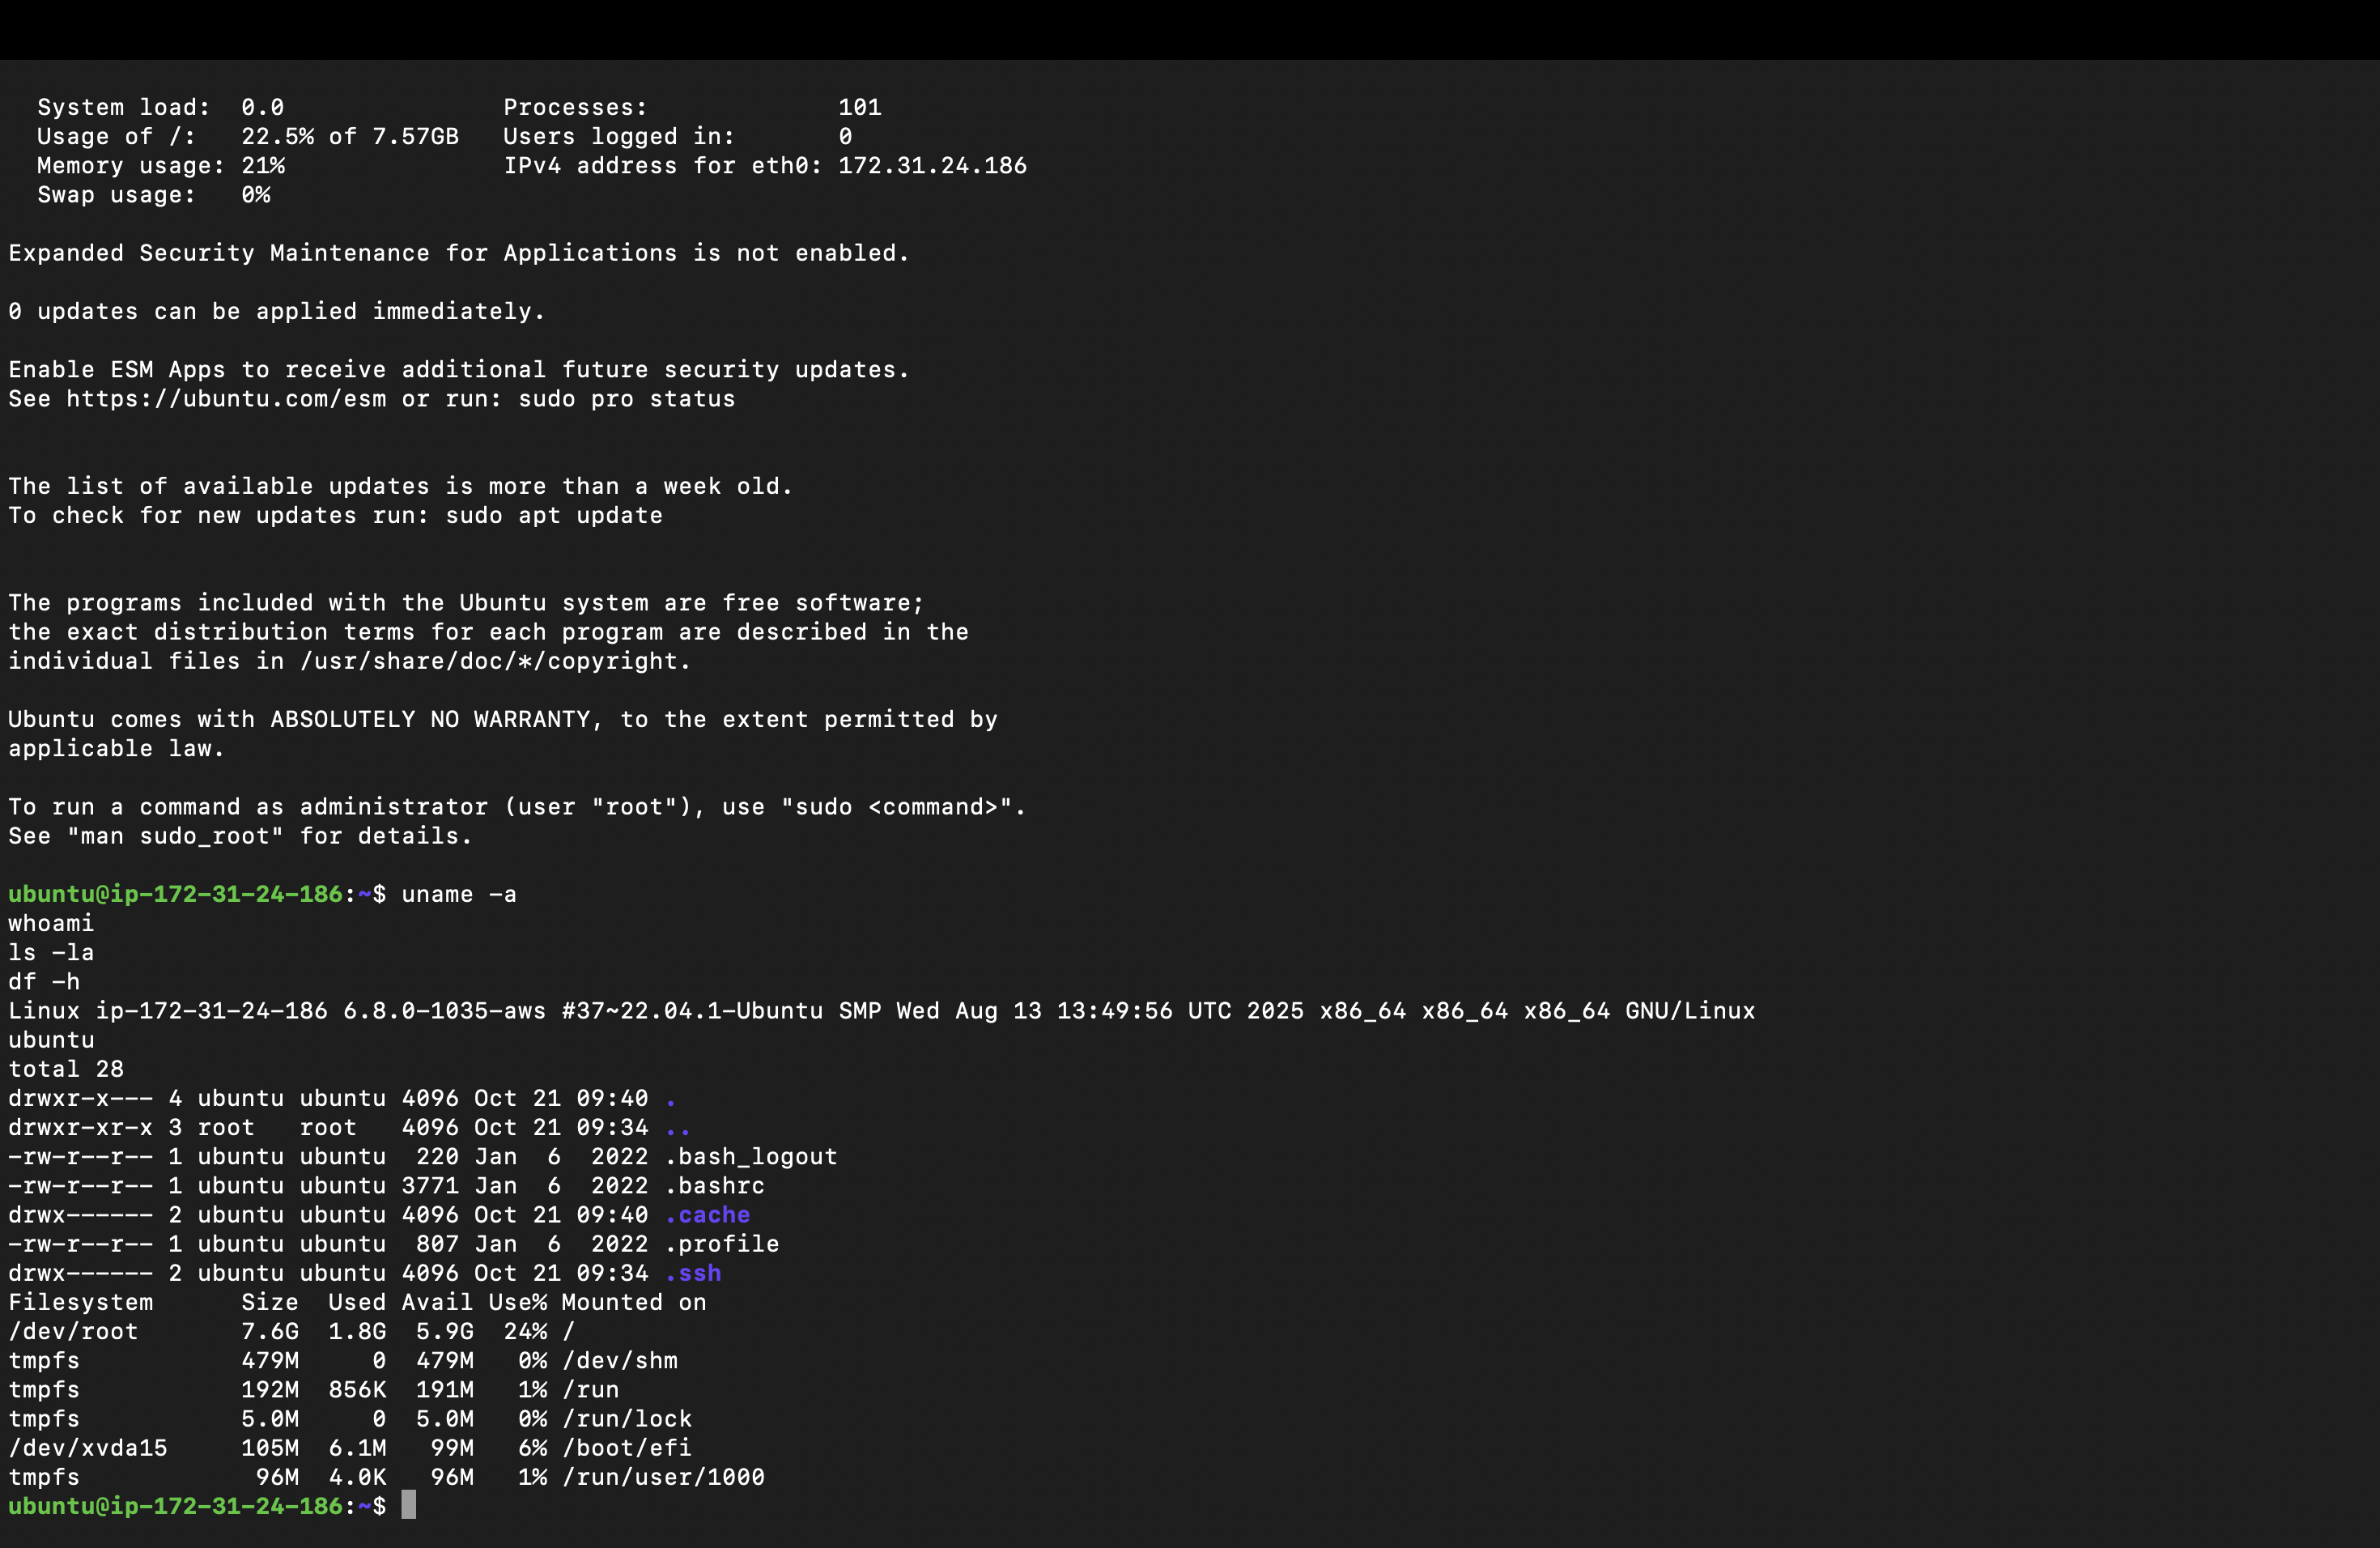 System load:  0.0               Processes:             101
Usage of /:   22.5% of 7.57GB   Users logged in:       0
Memory usage: 21%               IPv4 address for eth0: 172.31.24.186
Swap usage:   0%
Expanded Security Maintenance for Applications is not enabled.
0 updates can be applied immediately.
Enable ESM Apps to receive additional future security updates.
See https://ubuntu.com/esm or run: sudo pro status
The list of available updates is more than a week old.
To check for new updates run: sudo apt update
The programs included with the Ubuntu system are free software;
the exact distribution terms for each program are described in the
individual files in /usr/share/doc/*/copyright.
Ubuntu comes with ABSOLUTELY NO WARRANTY, to the extent permitted by
applicable law.
To run a command as administrator (user "root"), use "sudo <command>".
See "man sudo_root" for details.
ubuntu@ip-172-31-24-186:~$ uname -a
whoami
ls -la
df -h
Linux ip-172-31-24-186 6.8.0-1035-aws #37~22.04.1-Ubuntu SMP Wed Aug 13 13:49:56 UTC 2025 x86_64 x86_64 x86_64 GNU/Linux
ubuntu
total 28
drwxr-x--- 4 ubuntu ubuntu 4096 Oct 21 09:40 .
drwxr-xr-x 3 root   root   4096 Oct 21 09:34 ..
-rw-r--r-- 1 ubuntu ubuntu  220 Jan  6  2022 .bash_logout
-rw-r--r-- 1 ubuntu ubuntu 3771 Jan  6  2022 .bashrc
drwx------ 2 ubuntu ubuntu 4096 Oct 21 09:40 .cache
-rw-r--r-- 1 ubuntu ubuntu  807 Jan  6  2022 .profile
drwx------ 2 ubuntu ubuntu 4096 Oct 21 09:34 .ssh
Filesystem      Size  Used Avail Use% Mounted on
/dev/root       7.6G  1.8G  5.9G  24% /
tmpfs           479M     0  479M   0% /dev/shm
tmpfs           192M  856K  191M   1% /run
tmpfs           5.0M     0  5.0M   0% /run/lock
/dev/xvda15     105M  6.1M   99M   6% /boot/efi
tmpfs            96M  4.0K   96M   1% /run/user/1000
ubuntu@ip-172-31-24-186:~$